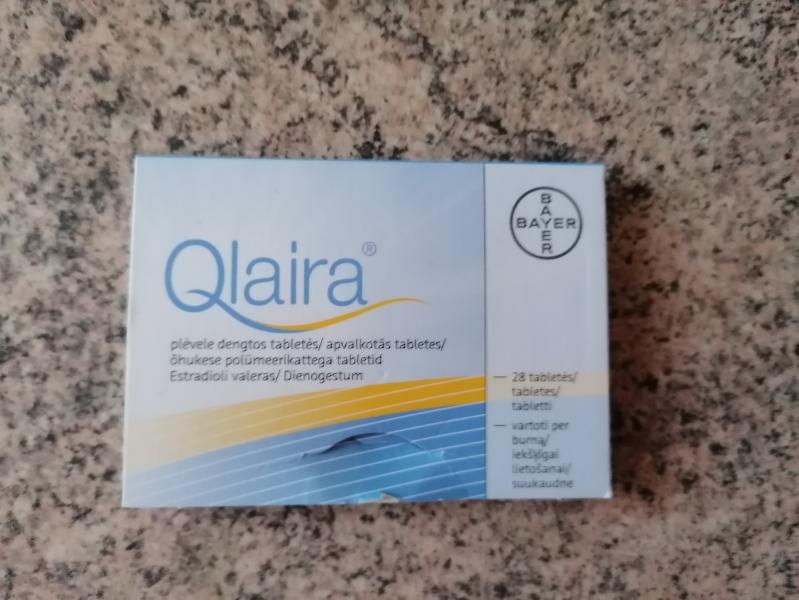 Qlaira®
plėvele dengtos tabletės/ apvalkotās tabletes/
õhukese polümeerikattega tabletid
Estradioli valeras/ Dienogestum
BAYER
BAYER
— 28 tabletės/
tabletes/
tabletti
— vartoti per
burną/
iekšķīgai
lietošanai/
suukaudne